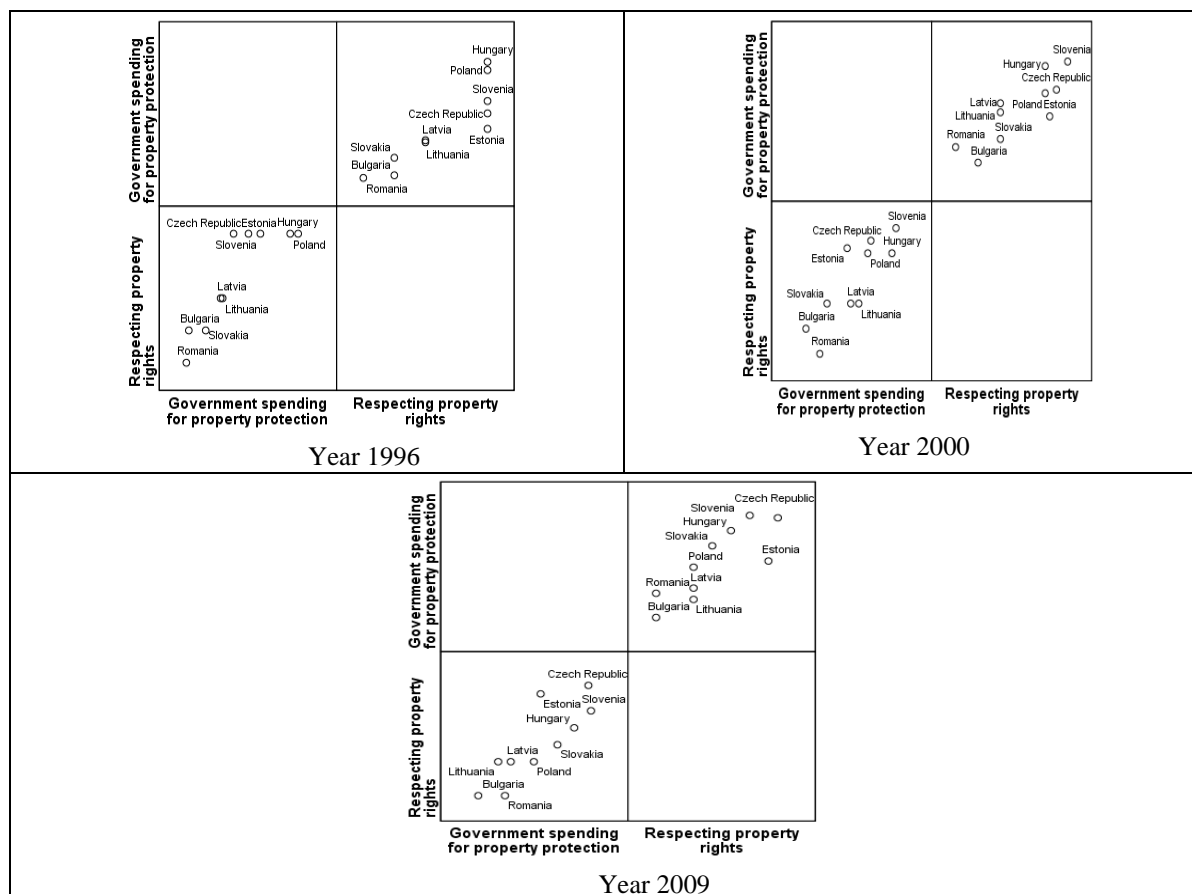 Government spending
for property protection
Hungary
Poland
Slovenia
Czech Republic
Latvia
Estonia
Slovakia
Lithuania
Bulgaria
Romania
Respecting property
rights
Czech Republic Estonia Hungary
Slovenia Poland
Latvia
Lithuania
Bulgaria
Slovakia
Romania
Government spending
for property protection
Respecting property
rights
Year 1996
Government spending
for property protection
Slovenia
Hungary
Czech Republic
Latvia
Poland Estonia
Lithuania
Romania
Slovakia
Bulgaria
Respecting property
rights
Slovenia
Czech Republic
Hungary
Estonia
Poland
Slovakia
Latvia
Lithuania
Bulgaria
Romania
Government spending
for property protection
Respecting property
rights
Year 2000
Government spending
for property protection
Czech Republic
Slovenia
Hungary
Slovakia
Estonia
Poland
Romania
Latvia
Bulgaria
Lithuania
Respecting property
rights
Czech Republic
Estonia
Slovenia
Hungary
Latvia
Slovakia
Lithuania
Poland
Bulgaria
Romania
Government spending
for property protection
Respecting property
rights
Year 2009